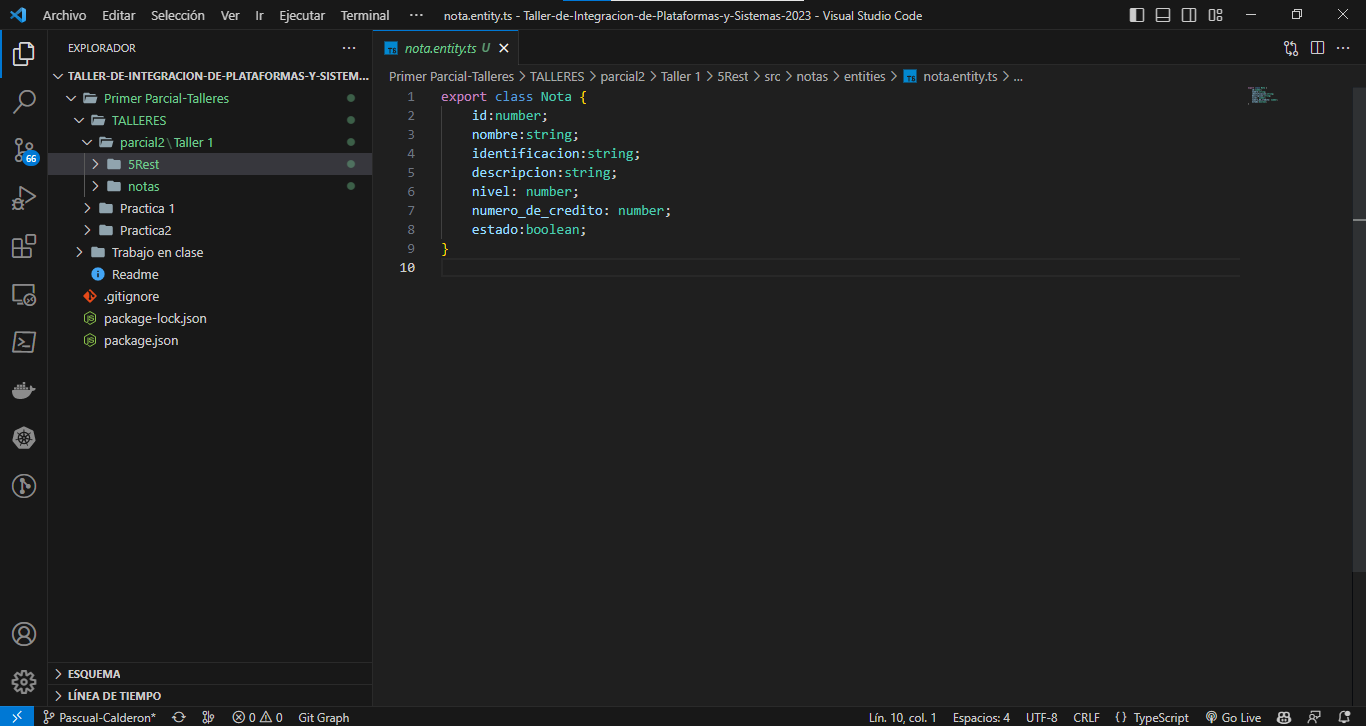 Archivo Editar Selección Ver Ir Ejecutar Terminal ··· nota.entity.ts - Taller-de-Integracion-de-Plataformas-y-Sistemas-2023 - Visual Studio Code
EXPLORADOR ···
TALLER-DE-INTEGRACION-DE-PLATAFORMAS-Y-SISTEM...
Primer Parcial-Talleres
TALLERES
parcial2 \ Taller 1
5Rest
notas
Practica 1
Practica2
Trabajo en clase
Readme
.gitignore
package-lock.json
package.json
66
ESQUEMA
LÍNEA DE TIEMPO
TS nota.entity.ts U
Primer Parcial-Talleres > TALLERES > parcial2 > Taller 1 > 5Rest > src > notas > entities > TS nota.entity.ts > ...
1 export class Nota {
2 id:number;
3 nombre:string;
4 identificacion:string;
5 descripcion:string;
6 nivel: number;
7 numero_de_credito: number;
8 estado:boolean;
9 }
10
Pascual-Calderon* 0 0 Git Graph Lín. 10, col. 1 Espacios: 4 UTF-8 CRLF {} TypeScript Go Live